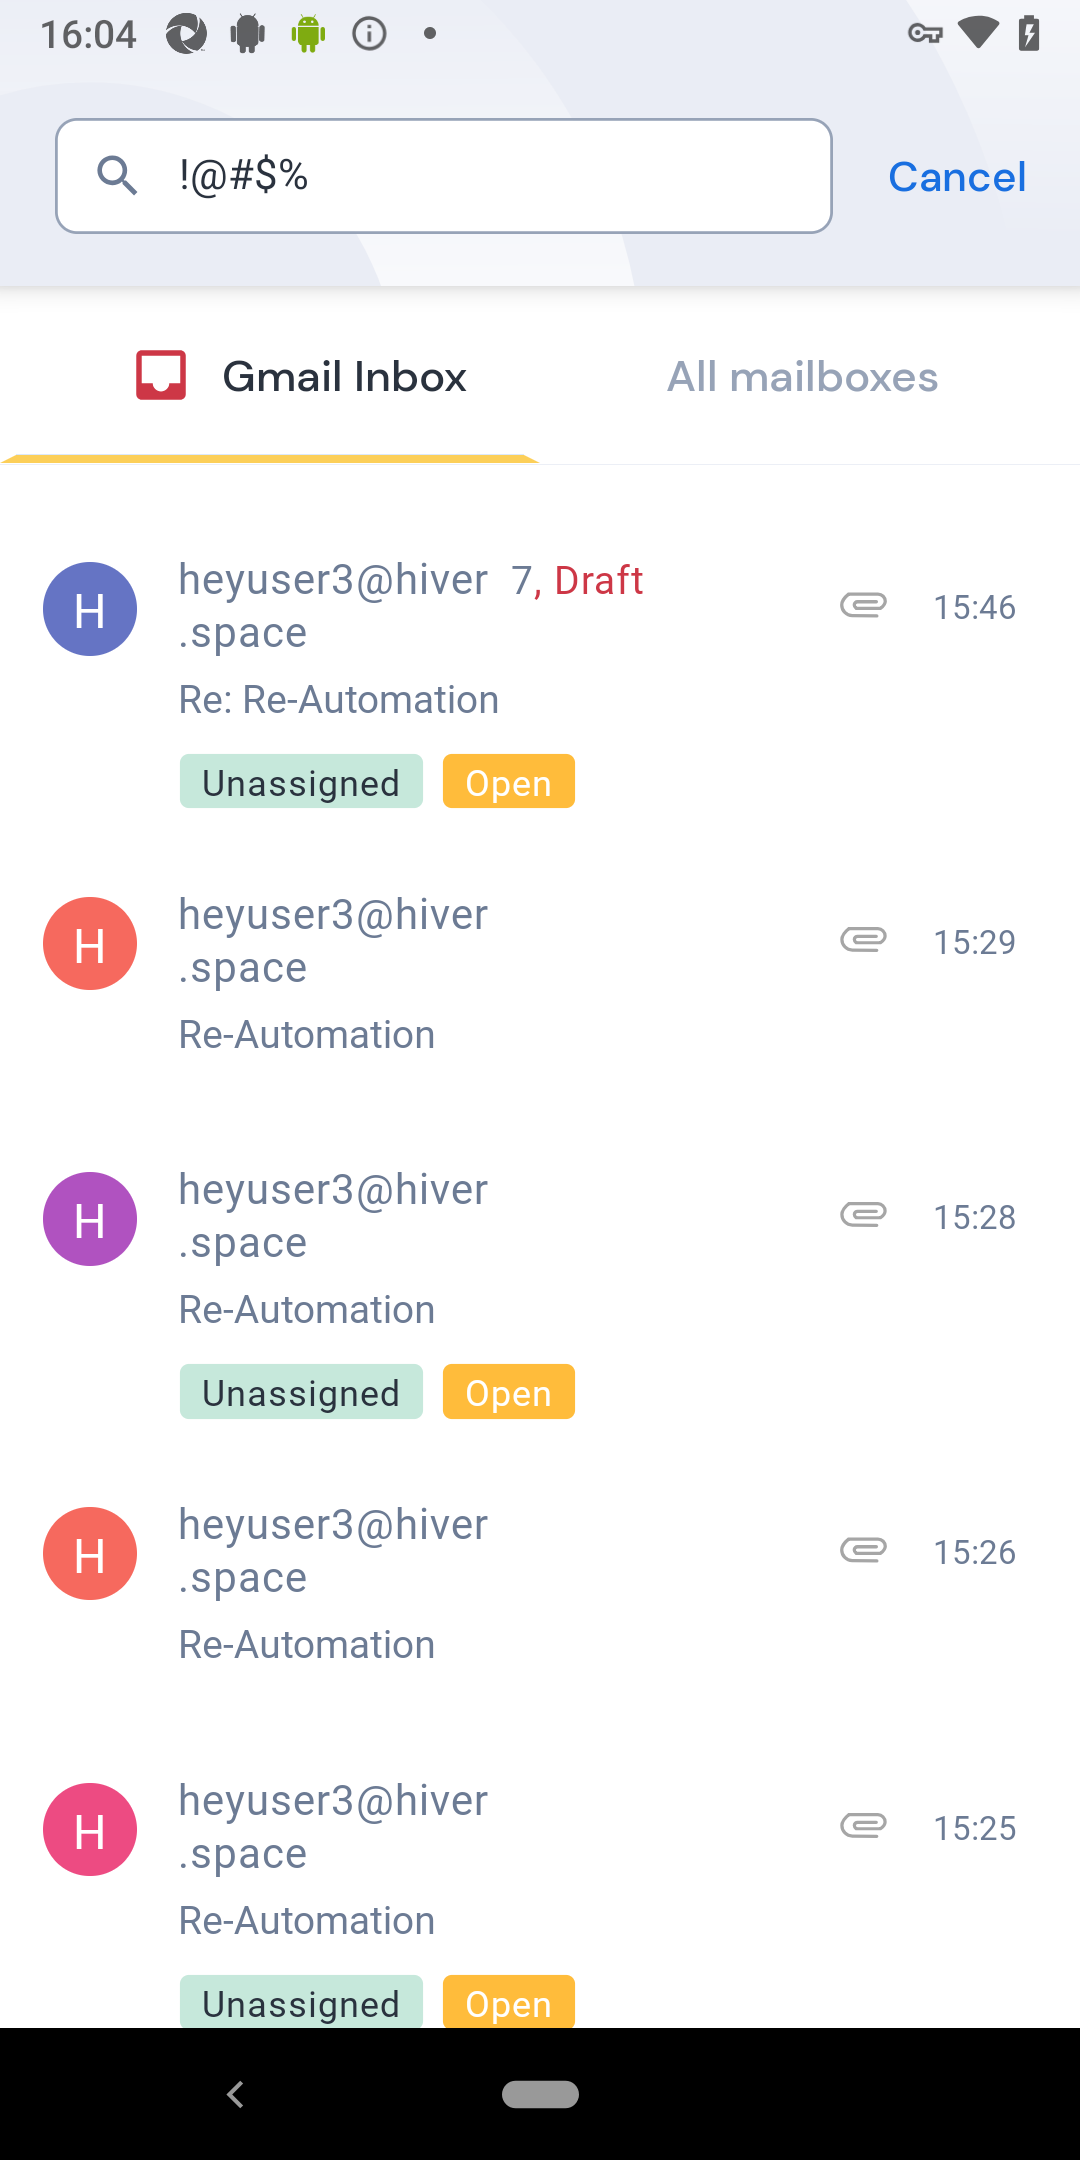 16:04
!@#$%
Cancel
Gmail Inbox
All mailboxes
H
heyuser3@hiver 7, Draft
.space
15:46
Re: Re-Automation
Unassigned Open
H
heyuser3@hiver
.space
15:29
Re-Automation
H
heyuser3@hiver
.space
15:28
Re-Automation
Unassigned Open
H
heyuser3@hiver
.space
15:26
Re-Automation
H
heyuser3@hiver
.space
15:25
Re-Automation
Unassigned Open